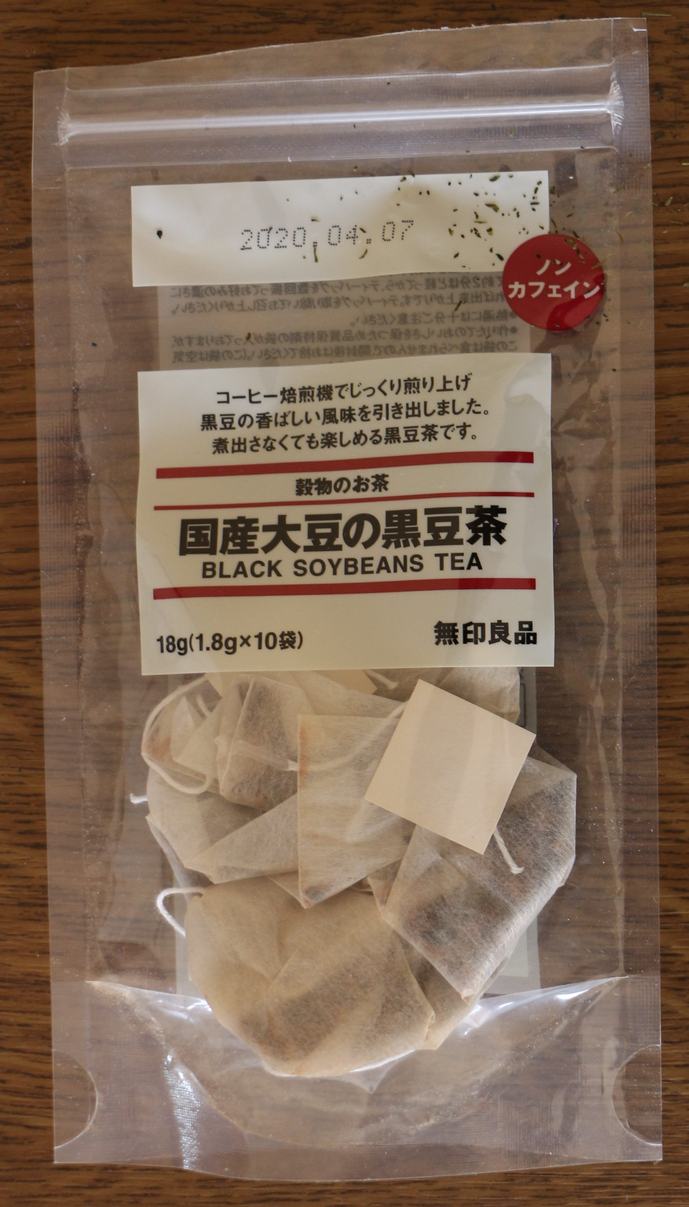 2020.04.07
ノン
カフェイン
コーヒー焙煎機でじっくり煎り上げ
黒豆の香ばしい風味を引き出しました。
煮出さなくても楽しめる黒豆茶です。
穀物のお茶
国産大豆の黒豆茶
BLACK SOYBEANS TEA
18g(1.8g×10袋)
無印良品